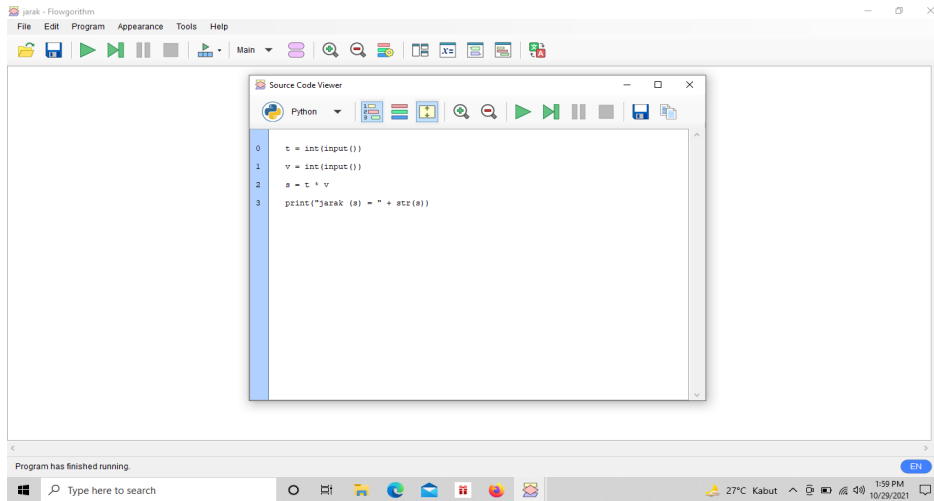 jarak - Flowgorithm
File Edit Program Appearance Tools Help
Main
Source Code Viewer
Python
0 t = int(input())
1 v = int(input())
2 s = t * v
3 print("jarak (s) = " + str(s))
Program has finished running.
EN
Type here to search
27°C Kabut
1:59 PM
10/29/2021